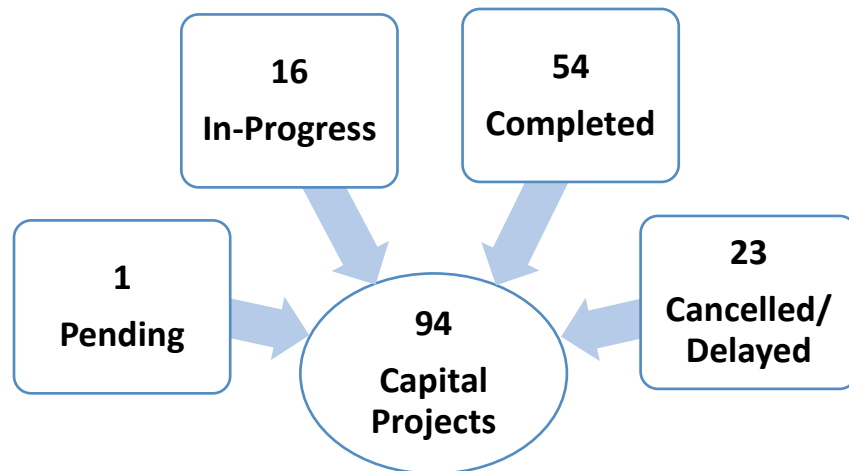 16
In-Progress
54
Completed
1
Pending
23
Cancelled/
Delayed
94
Capital
Projects